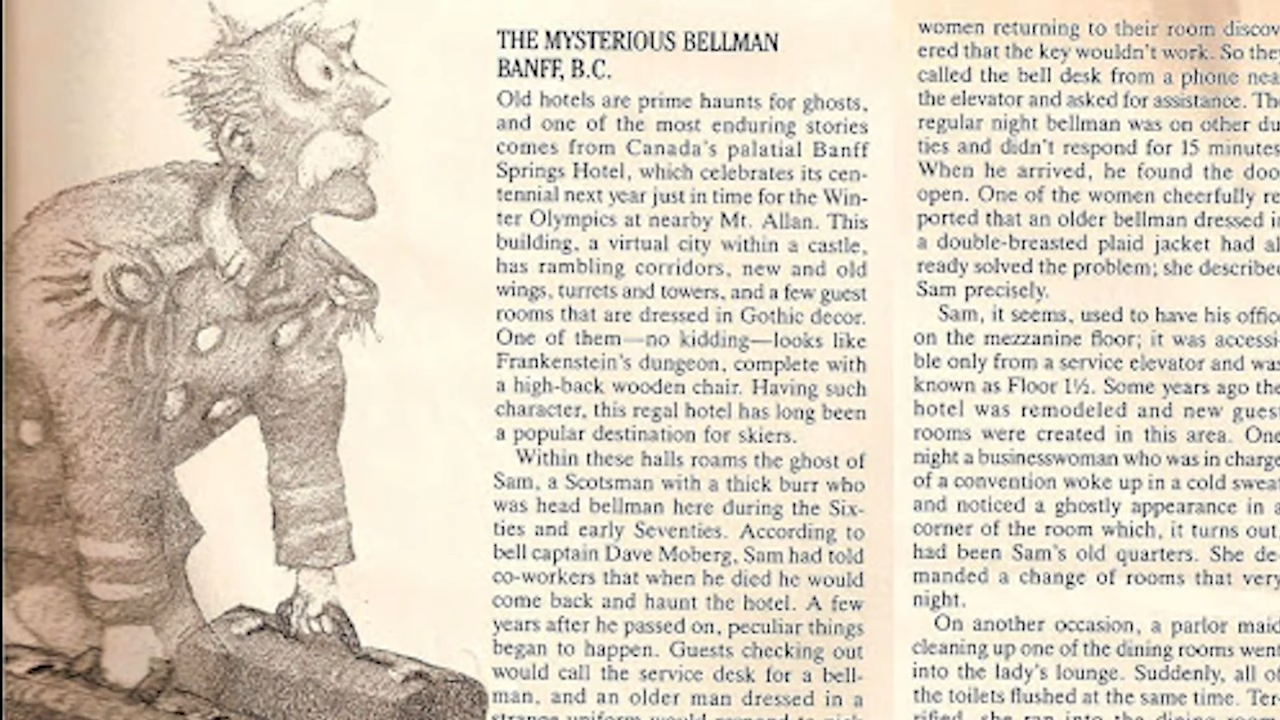 THE MYSTERIOUS BELLMAN
BANFF, B.C.
Old hotels are prime haunts for ghosts,
and one of the most enduring stories
comes from Canada's palatial Banff
Springs Hotel, which celebrates its cen-
tennial next year just in time for the Win-
ter Olympics at nearby Mt. Allan. This
building, a virtual city within a castle,
has rambling corridors, new and old
wings, turrets and towers, and a few guest
rooms that are dressed in Gothic decor.
One of them—no kidding—looks like
Frankenstein's dungeon, complete with
a high-back wooden chair. Having such
character, this regal hotel has long been
a popular destination for skiers.
Within these halls roams the ghost of
Sam, a Scotsman with a thick burr who
was head bellman here during the Six-
ties and early Seventies. According to
bell captain Dave Moberg, Sam had told
co-workers that when he died he would
come back and haunt the hotel. A few
years after he passed on, peculiar things
began to happen. Guests checking out
would call the service desk for a bell-
man, and an older man dressed in a
strange uniform would respond to
women returning to their room discov
ered that the key wouldn't work. So they
called the bell desk from a phone nea
the elevator and asked for assistance. Th
regular night bellman was on other du
ties and didn't respond for 15 minutes
When he arrived, he found the doo
open. One of the women cheerfully re
ported that an older bellman dressed i
a double-breasted plaid jacket had al
ready solved the problem; she described
Sam precisely.
Sam, it seems, used to have his offic
on the mezzanine floor; it was accessi-
ble only from a service elevator and was
known as Floor 1½. Some years ago the
hotel was remodeled and new gues
rooms were created in this area. One
night a businesswoman who was in charge
of a convention woke up in a cold sweat
and noticed a ghostly appearance in a
corner of the room which, it turns out
had been Sam's old quarters. She de
manded a change of rooms that very
night.
On another occasion, a parlor maid
cleaning up one of the dining rooms went
into the lady's lounge. Suddenly, all of
the toilets flushed at the same time. Ter
rified, she ran into the dining room